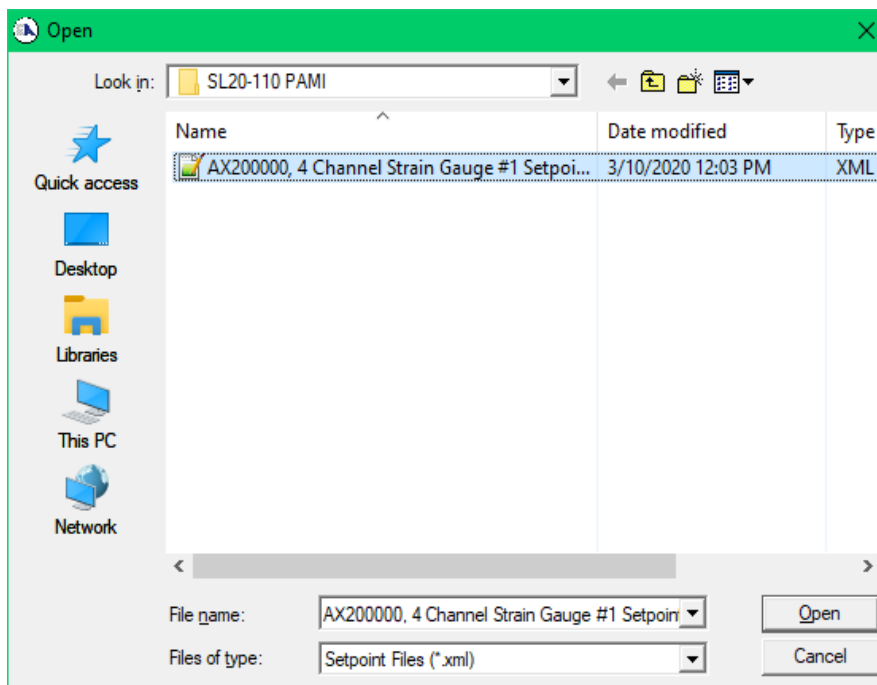 Open
Look in: SL20-110 PAMI
Name Date modified Type
AX200000, 4 Channel Strain Gauge #1 Setpoi... 3/10/2020 12:03 PM XML
Quick access
Desktop
Libraries
This PC
Network
File name: AX200000, 4 Channel Strain Gauge #1 Setpoin Open
Files of type: Setpoint Files (*.xml) Cancel